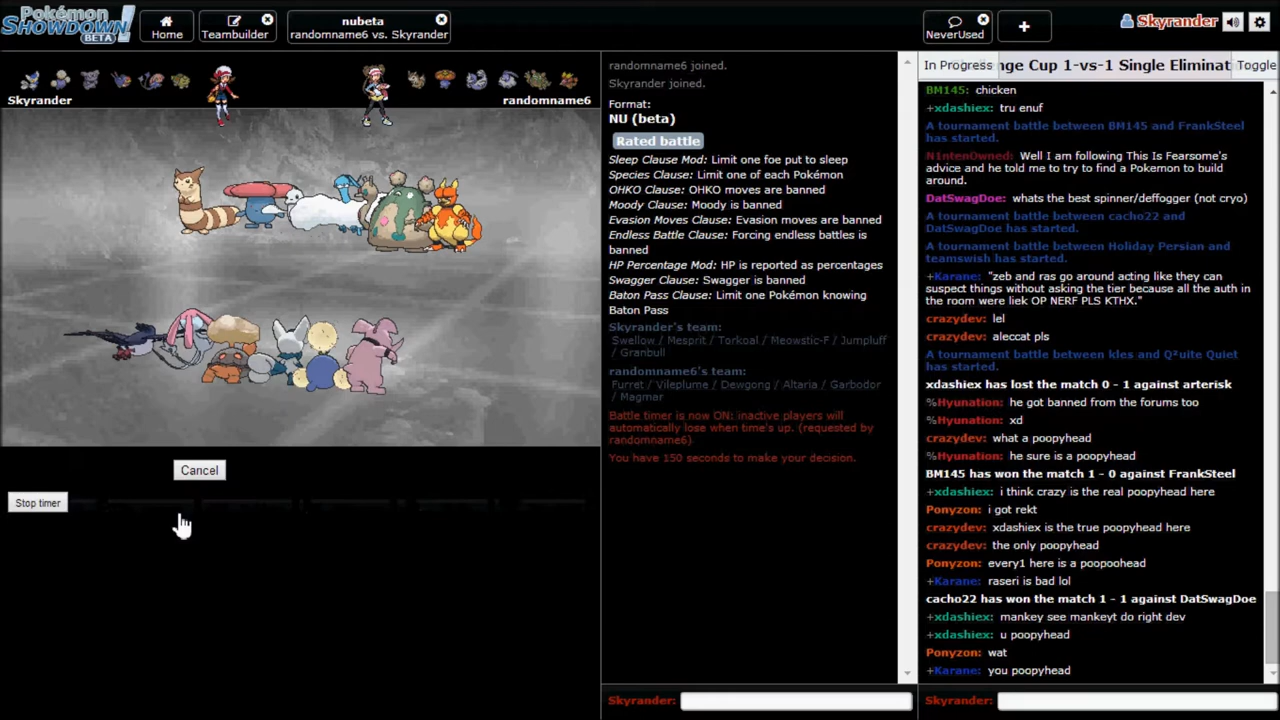 Pokémon
SHOWDOWN!
BETA
Home
Teambuilder
nubeta
randomname6 vs. Skyrander
NeverUsed
+
Skyrander
Skyrander
randomname6
Cancel
Stop timer
randomname6 joined.
Skyrander joined.
Format:
NU (beta)
Rated battle
Sleep Clause Mod: Limit one foe put to sleep
Species Clause: Limit one of each Pokémon
OHKO Clause: OHKO moves are banned
Moody Clause: Moody is banned
Evasion Moves Clause: Evasion moves are banned
Endless Battle Clause: Forcing endless battles is
banned
HP Percentage Mod: HP is reported as percentages
Swagger Clause: Swagger is banned
Baton Pass Clause: Limit one Pokémon knowing
Baton Pass
Skyrander's team:
Swellow / Mesprit / Torkoal / Meowstic-F / Jumpluff
/ Granbull
randomname6's team:
Furret / Vileplume / Dewgong / Altaria / Garbodor
/ Magmar
Battle timer is now ON: inactive players will
automatically lose when time's up. (requested by
randomname6)
You have 150 seconds to make your decision.
Skyrander:
In Progress
nge Cup 1-vs-1 Single Eliminat
Toggle
BM145: chicken
+xdashiex: tru enuf
A tournament battle between BM145 and FrankSteel
has started.
N1ntenOwned: Well I am following This Is Fearsome's
advice and he told me to try to find a Pokemon to build
around.
DatSwagDoe: whats the best spinner/deffogger (not cryo)
A tournament battle between cacho22 and
DatSwagDoe has started.
A tournament battle between Holiday Persian and
teamswish has started.
+Karane: "zeb and ras go around acting like they can
suspect things without asking the tier because all the auth in
the room were liek OP NERF PLS KTHX."
crazydev: lel
crazydev: aleccat pls
A tournament battle between kles and Q²uite Quiet
has started.
xdashiex has lost the match 0 - 1 against arterisk
%Hyunation: he got banned from the forums too
%Hyunation: xd
crazydev: what a poopyhead
%Hyunation: he sure is a poopyhead
BM145 has won the match 1 - 0 against FrankSteel
+xdashiex: i think crazy is the real poopyhead here
Ponyzon: i got rekt
crazydev: xdashiex is the true poopyhead here
crazydev: the only poopyhead
Ponyzon: every1 here is a poopoohead
+Karane: raseri is bad lol
cacho22 has won the match 1 - 1 against DatSwagDoe
+xdashiex: mankey see mankeyt do right dev
+xdashiex: u poopyhead
Ponyzon: wat
+Karane: you poopyhead
Skyrander: